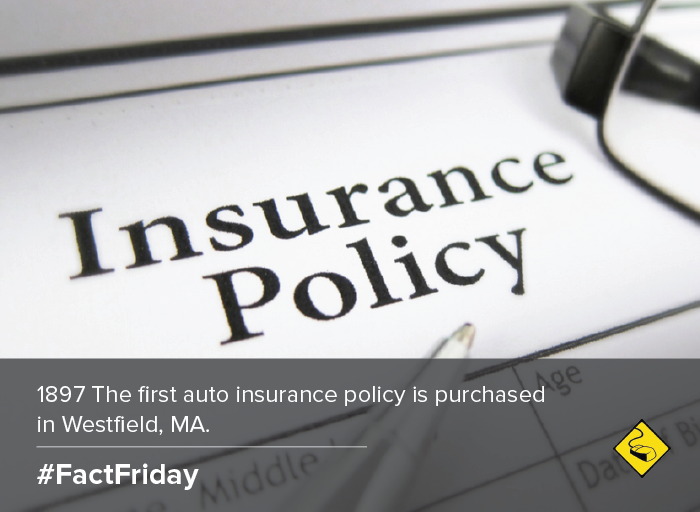 Insurance
Policy
Age
1897 The first auto insurance policy is purchased
in Westfield, MA.
Middle
#FactFriday